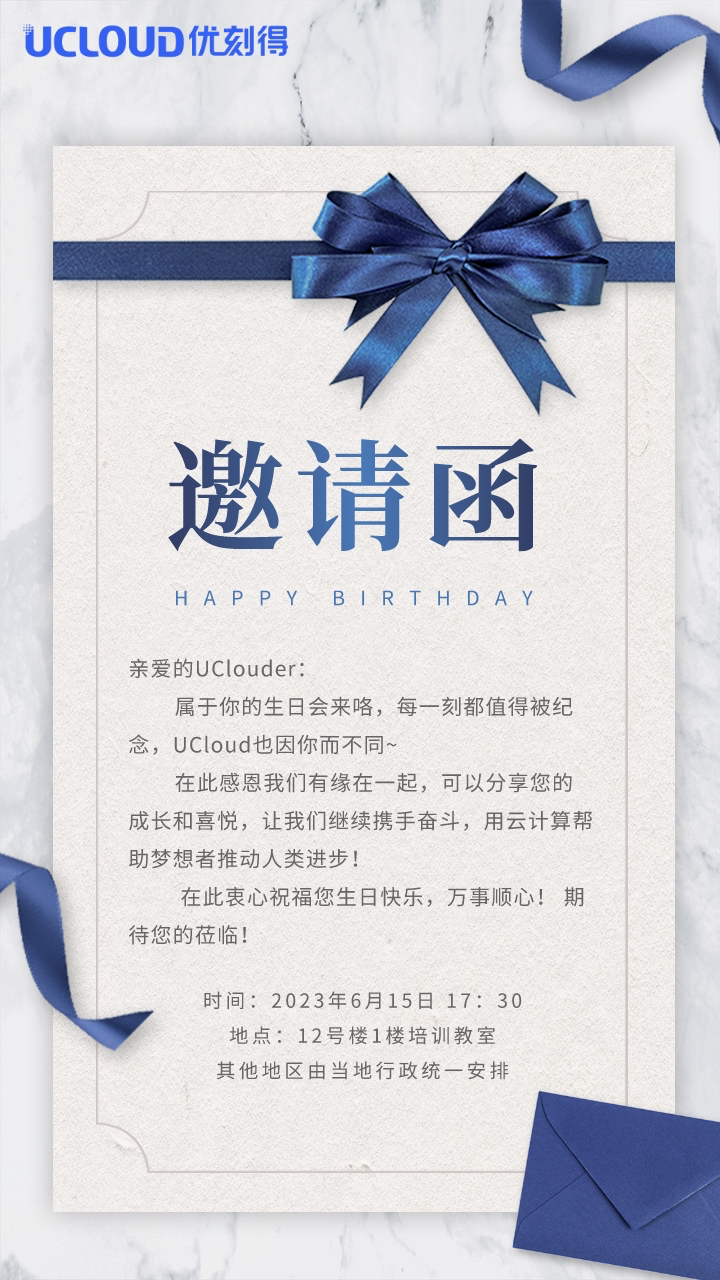 UCLOUD优刻得
邀请函
HAPPY BIRTHDAY
亲爱的UClouder：
属于你的生日会来咯，每一刻都值得被纪
念，UCloud也因你而不同~
在此感恩我们有缘在一起，可以分享您的
成长和喜悦，让我们继续携手奋斗，用云计算帮
助梦想者推动人类进步！
在此衷心祝福您生日快乐，万事顺心！ 期
待您的莅临！
时间：2023年6月15日 17：30
地点：12号楼1楼培训教室
其他地区由当地行政统一安排